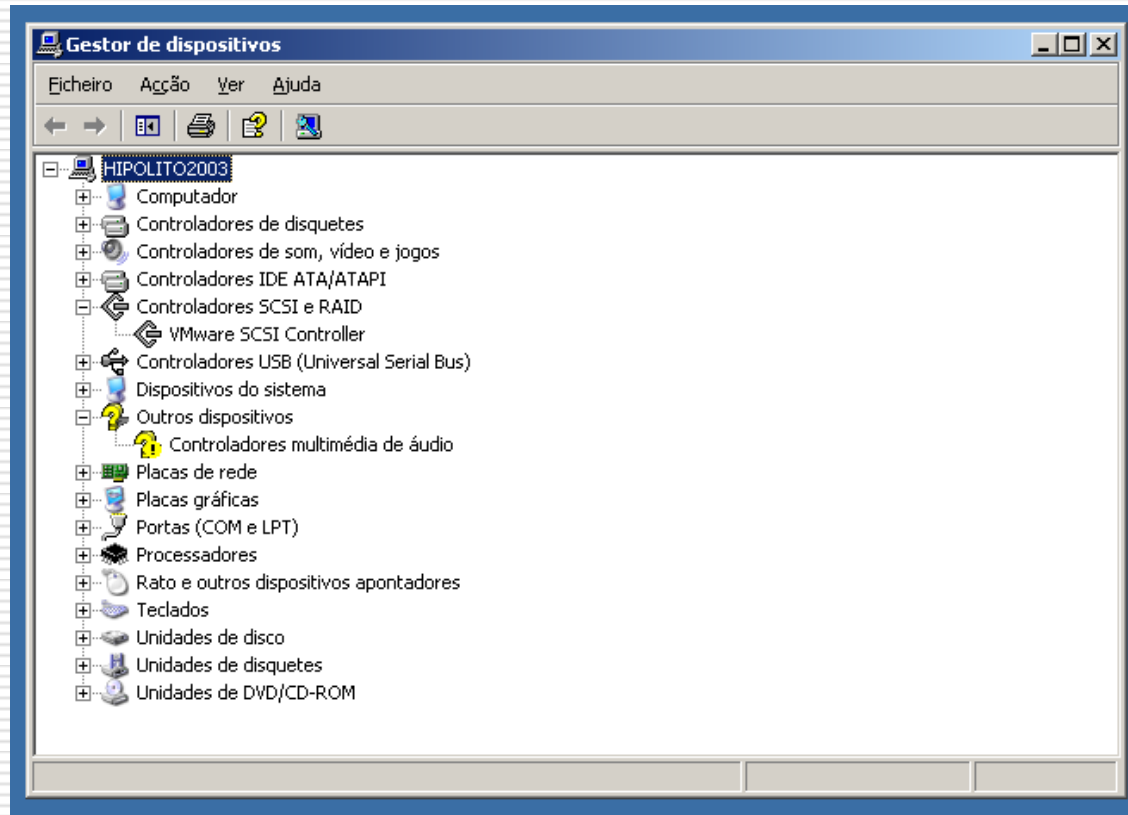 Gestor de dispositivos
Ficheiro Acção Ver Ajuda
HIPOLITO2003
Computador
Controladores de disquetes
Controladores de som, vídeo e jogos
Controladores IDE ATA/ATAPI
Controladores SCSI e RAID
VMware SCSI Controller
Controladores USB (Universal Serial Bus)
Dispositivos do sistema
Outros dispositivos
Controladores multimédia de áudio
Placas de rede
Placas gráficas
Portas (COM e LPT)
Processadores
Rato e outros dispositivos apontadores
Teclados
Unidades de disco
Unidades de disquetes
Unidades de DVD/CD-ROM